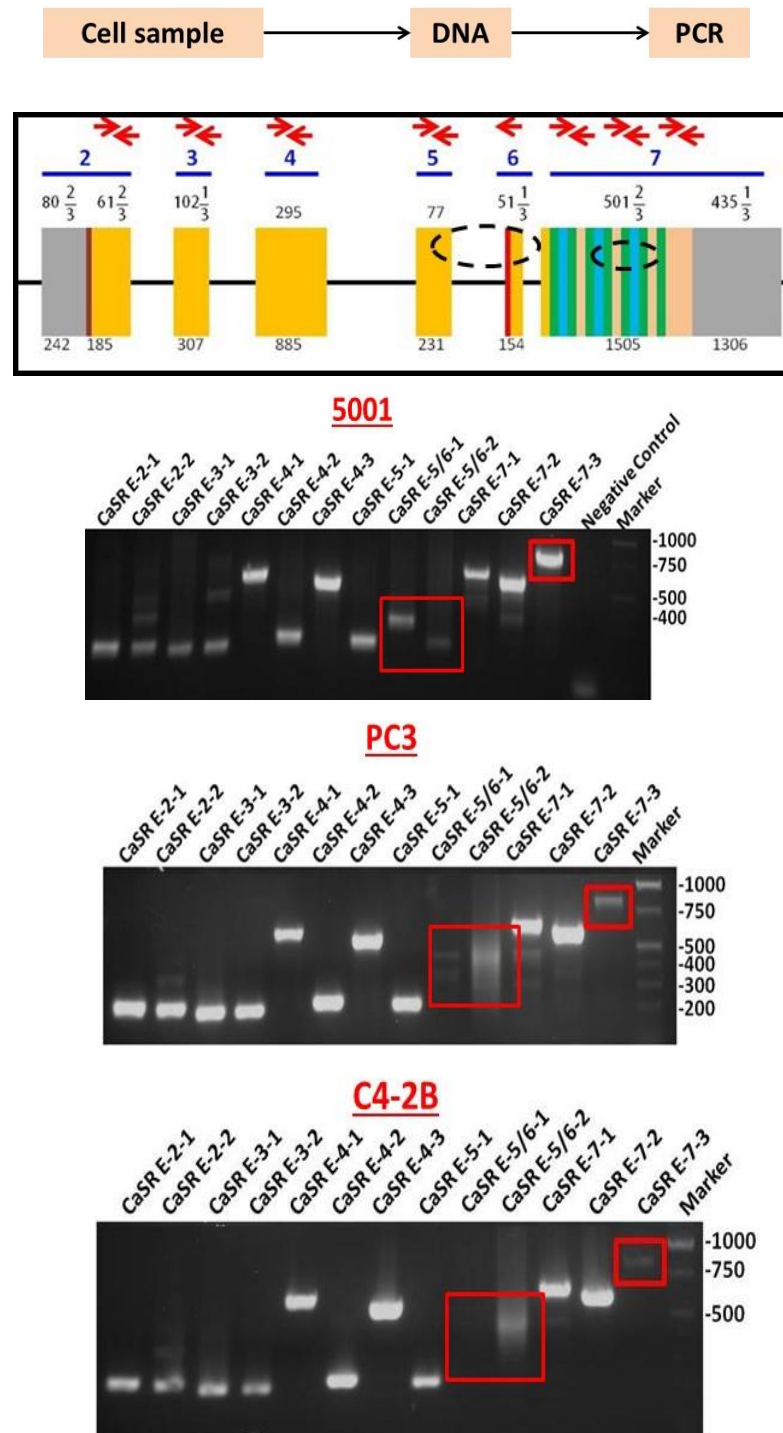 Cell sample DNA PCR
2 3 4 5 6 7
80 2/3 61 2/3 102 1/3 295 77 51 1/3 501 2/3 435 1/3
242 185 307 885 231 154 1505 1306
5001
CaSR E-2-1 CaSR E-2-2 CaSR E-3-1 CaSR E-3-2 CaSR E-4-1 CaSR E-4-2 CaSR E-4-3 CaSR E-5-1 CaSR E-5/6-1 CaSR E-5/6-2 CaSR E-7-1 CaSR E-7-2 CaSR E-7-3 Negative Control Marker
-1000
-750
-500
-400
PC3
CaSR E-2-1 CaSR E-2-2 CaSR E-3-1 CaSR E-3-2 CaSR E-4-1 CaSR E-4-2 CaSR E-4-3 CaSR E-5-1 CaSR E-5/6-1 CaSR E-5/6-2 CaSR E-7-1 CaSR E-7-2 CaSR E-7-3 Marker
-1000
-750
-500
-400
-300
-200
C4-2B
CaSR E-2-1 CaSR E-2-2 CaSR E-3-1 CaSR E-3-2 CaSR E-4-1 CaSR E-4-2 CaSR E-4-3 CaSR E-5-1 CaSR E-5/6-1 CaSR E-5/6-2 CaSR E-7-1 CaSR E-7-2 CaSR E-7-3 Marker
-1000
-750
-500